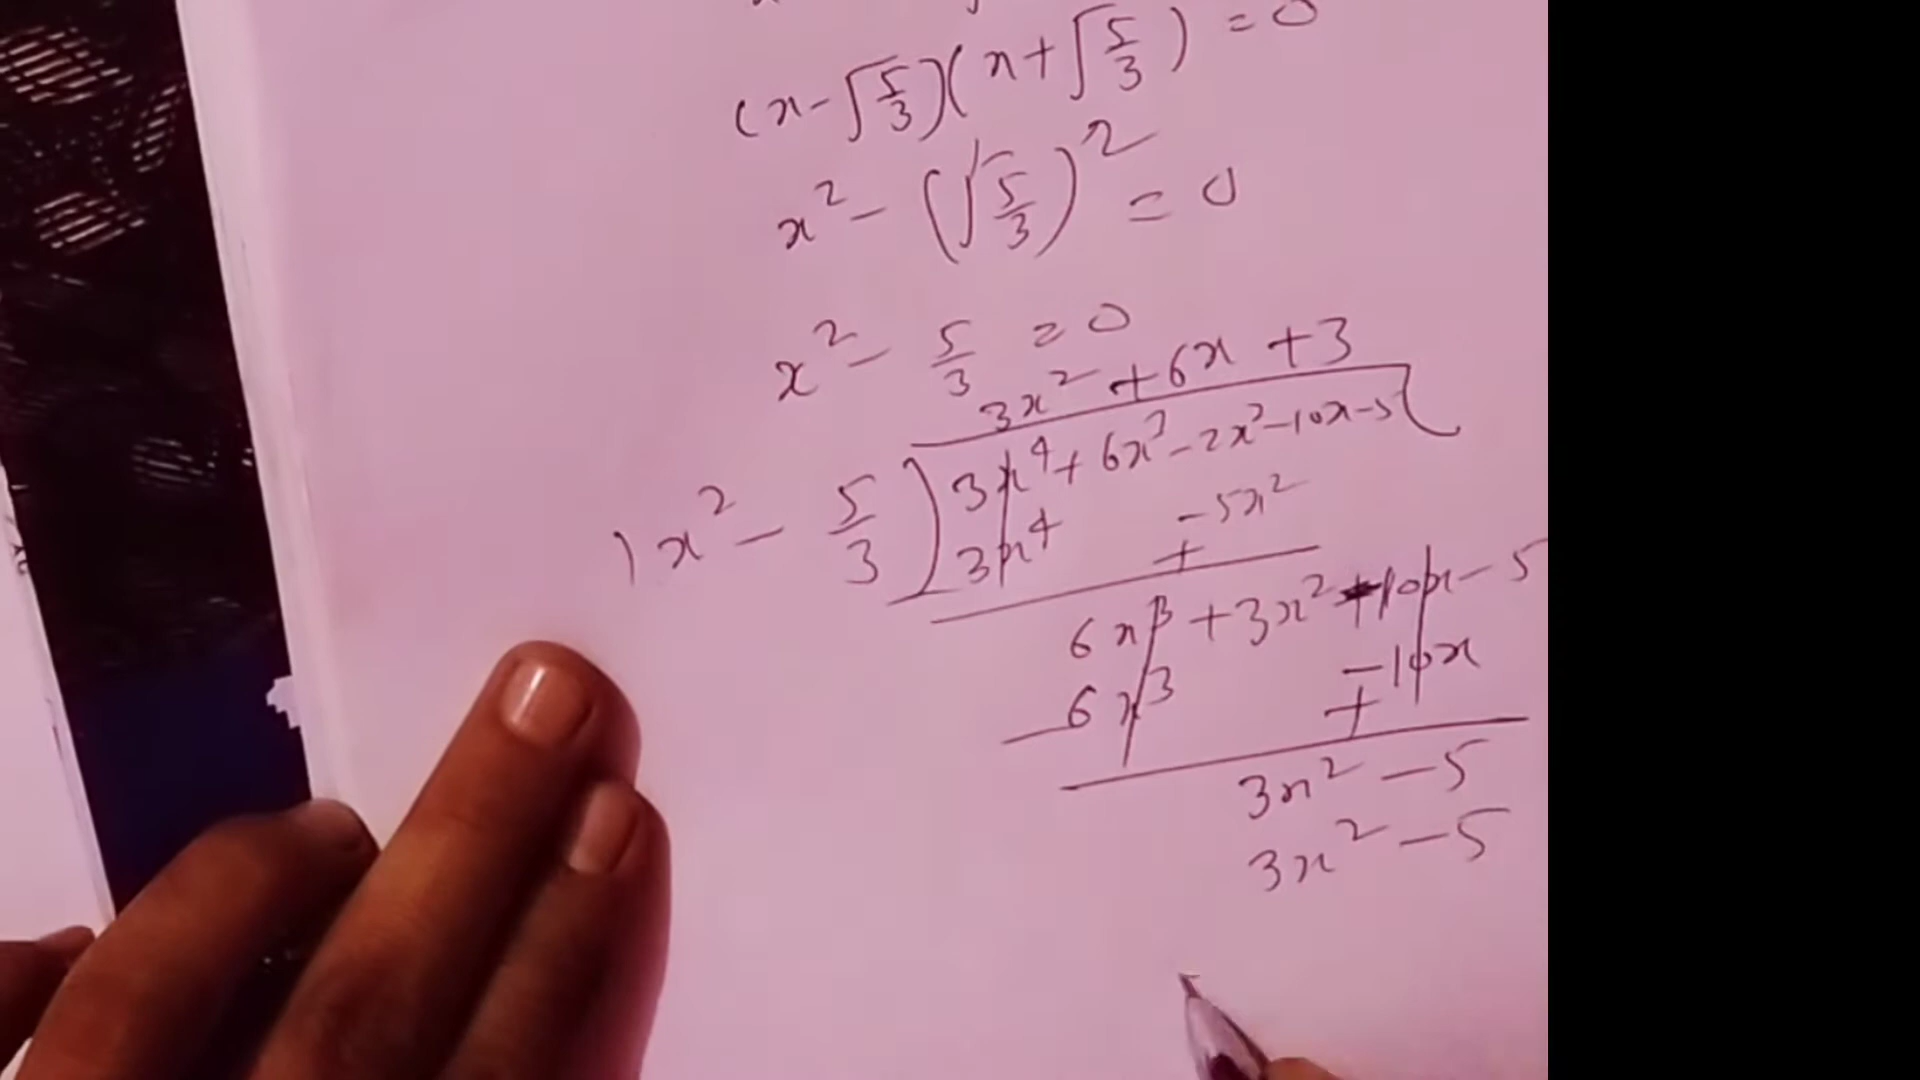 (x-√5/3)(x+√5/3) = 0
x² - (√5/3)² = 0
x² - 5/3 = 0
3x² + 6x + 3
x² - 5/3 ) 3x⁴ + 6x³ - 2x² - 10x - 5
3x⁴ - 5x²
- +
6x³ + 3x² - 10x - 5
6x³ - 10x
- +
3x² - 5
3x² - 5